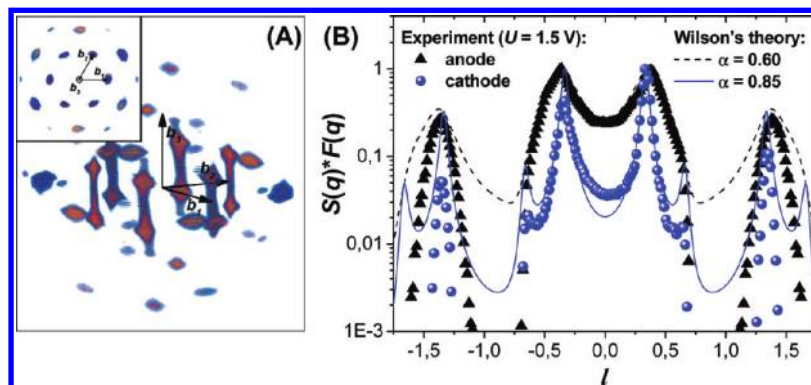 (A)
b₂
b₁
b₃
b₃
b₂
b₁
(B)
Experiment (U = 1.5 V):
anode
cathode
Wilson's theory:
α = 0.60
α = 0.85
S(q)*F(q)
1
0,1
0,01
1E-3
-1,5 -1,0 -0,5 0,0 0,5 1,0 1,5
l